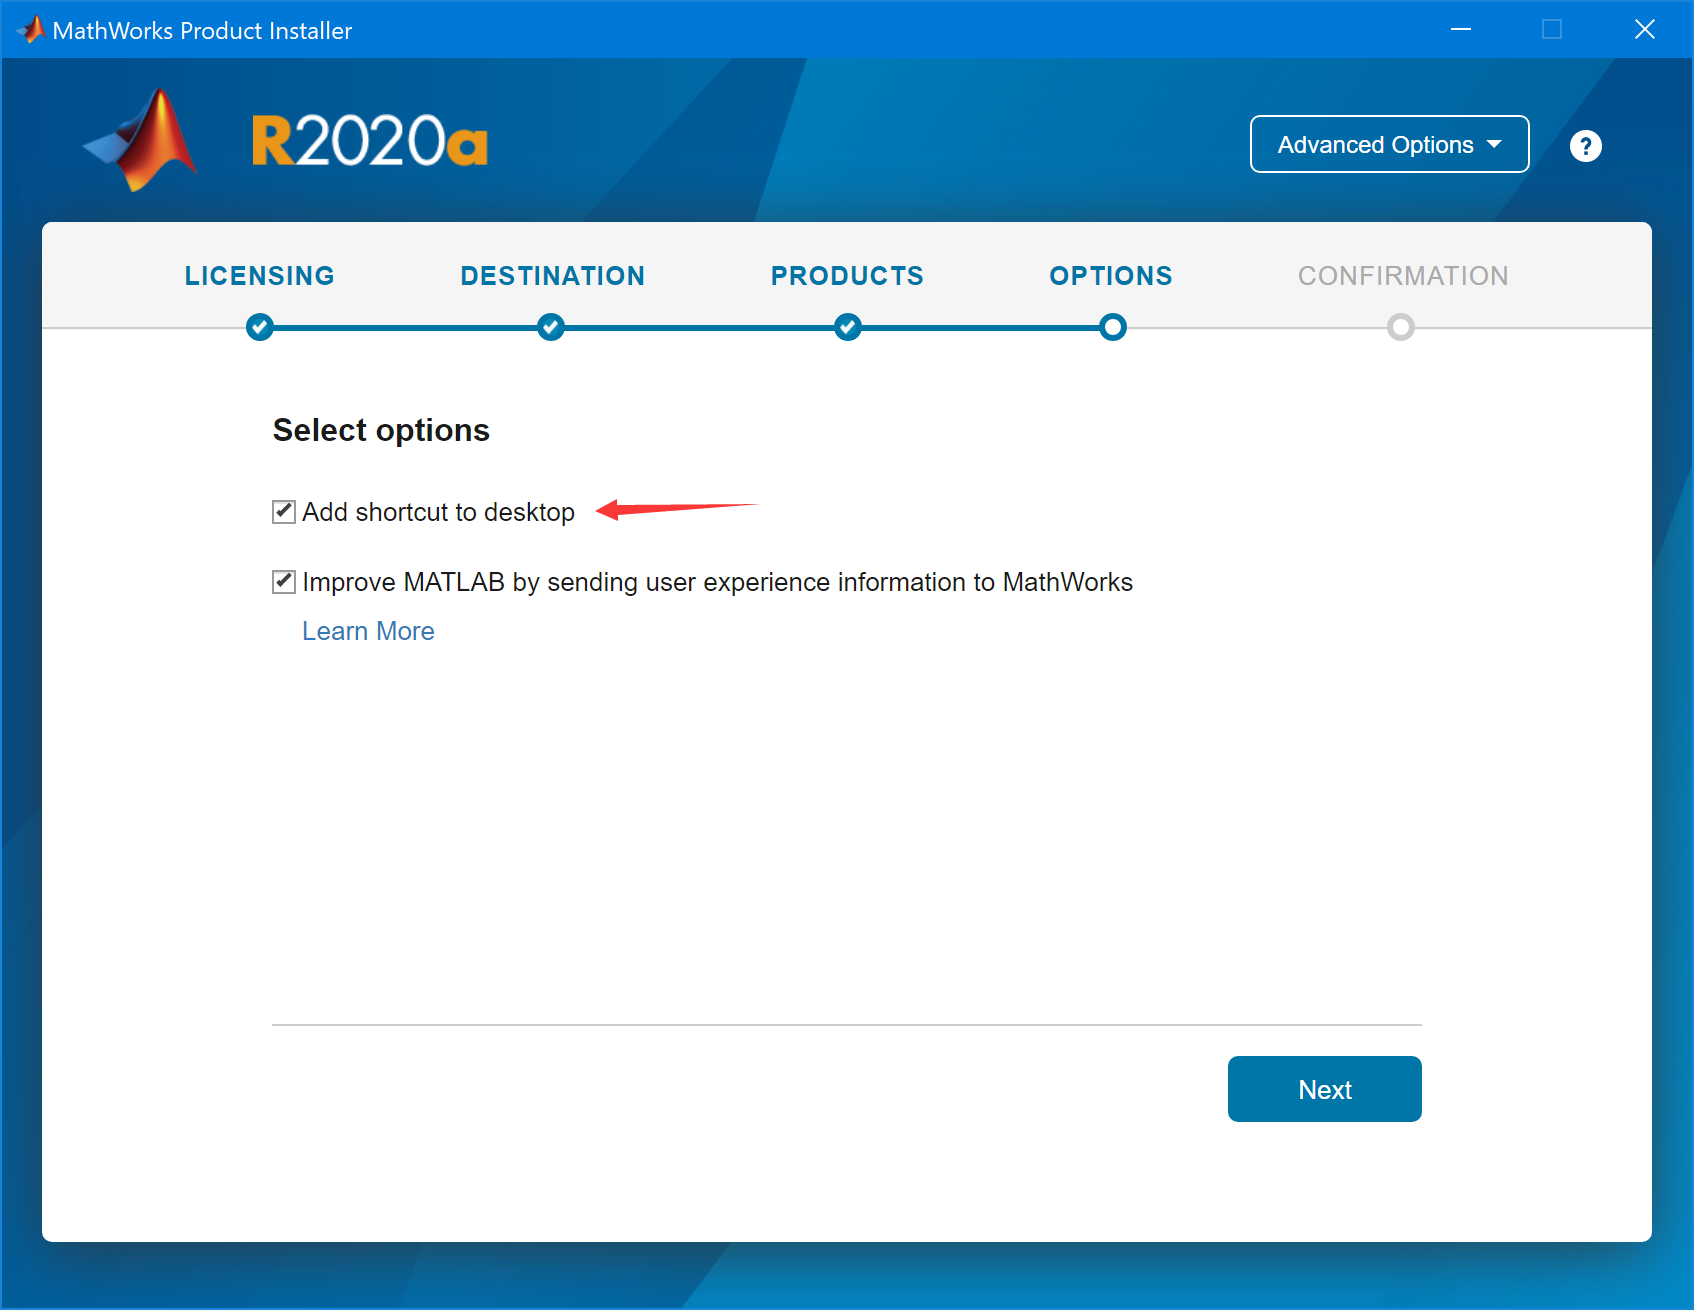 MathWorks Product Installer
R2020a
Advanced Options
?
LICENSING DESTINATION PRODUCTS OPTIONS CONFIRMATION
Select options
Add shortcut to desktop
Improve MATLAB by sending user experience information to MathWorks
Learn More
Next